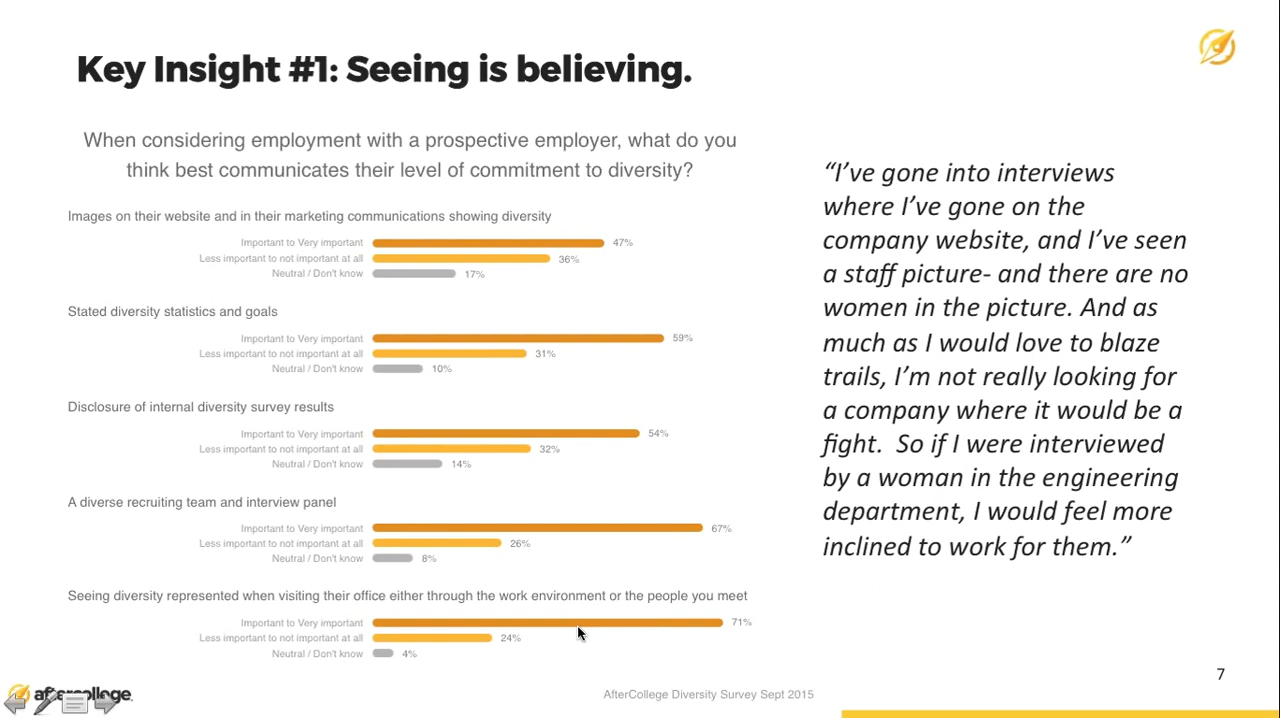 Key Insight #1: Seeing is believing.
When considering employment with a prospective employer, what do you
think best communicates their level of commitment to diversity?
Images on their website and in their marketing communications showing diversity
Important to Very important 47%
Less important to not important at all 36%
Neutral / Don't know 17%
Stated diversity statistics and goals
Important to Very important 59%
Less important to not important at all 31%
Neutral / Don't know 10%
Disclosure of internal diversity survey results
Important to Very important 54%
Less important to not important at all 32%
Neutral / Don't know 14%
A diverse recruiting team and interview panel
Important to Very important 67%
Less important to not important at all 26%
Neutral / Don't know 8%
Seeing diversity represented when visiting their office either through the work environment or the people you meet
Important to Very important 71%
Less important to not important at all 24%
Neutral / Don't know 4%
“I’ve gone into interviews
where I’ve gone on the
company website, and I’ve seen
a staff picture- and there are no
women in the picture. And as
much as I would love to blaze
trails, I’m not really looking for
a company where it would be a
fight.  So if I were interviewed
by a woman in the engineering
department, I would feel more
inclined to work for them.”
aftercollege.
AfterCollege Diversity Survey Sept 2015
7